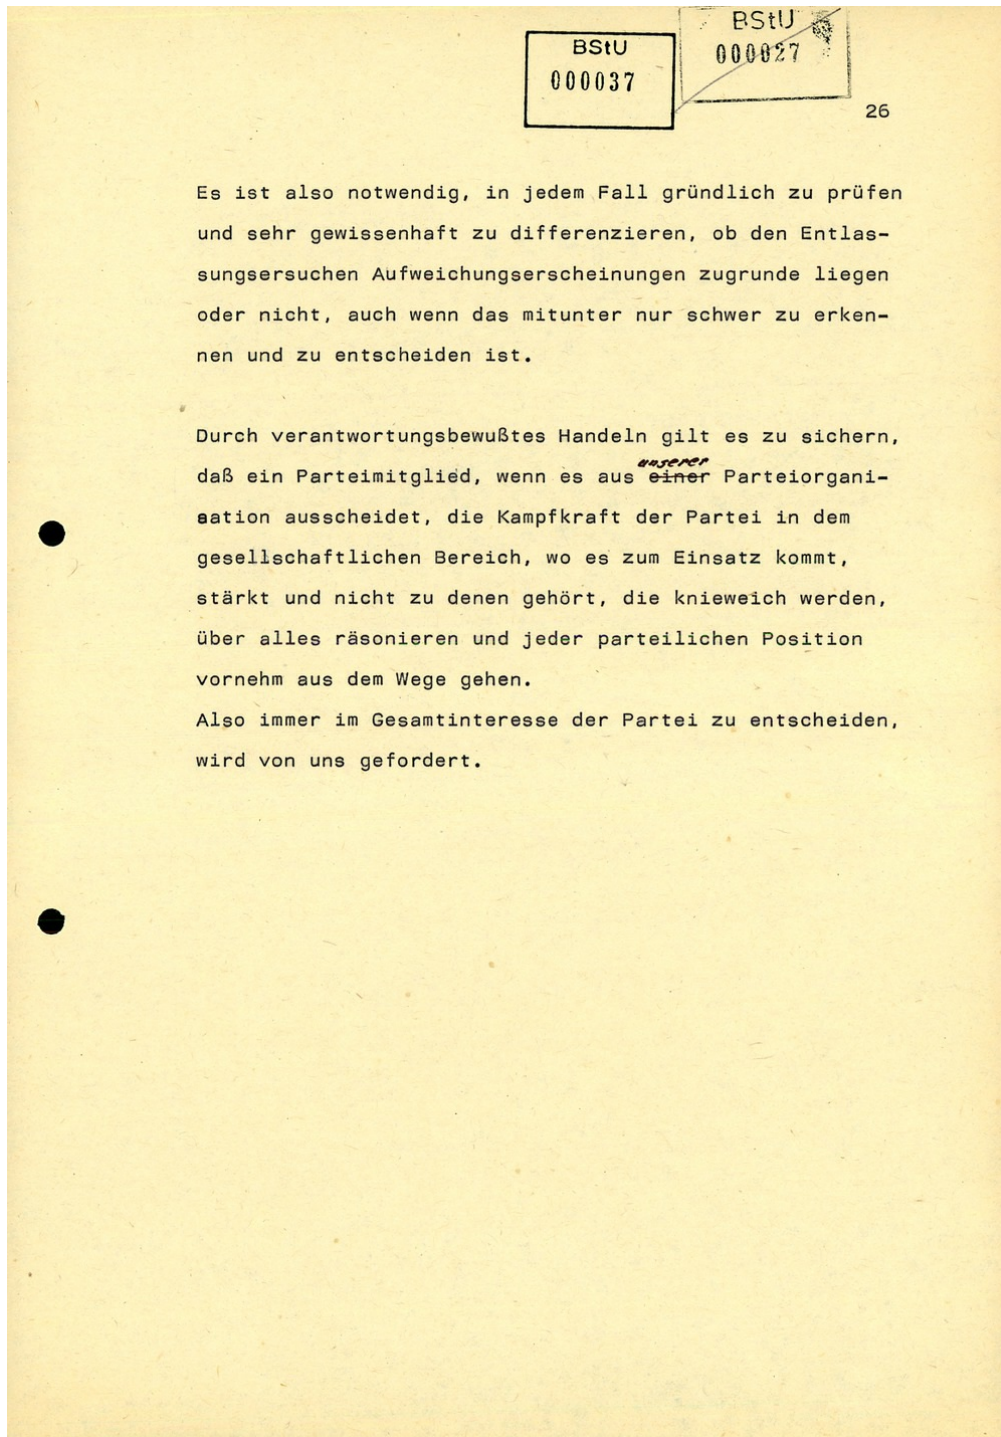 BStU
000027
BStU
000037
26
Es ist also notwendig, in jedem Fall gründlich zu prüfen
und sehr gewissenhaft zu differenzieren, ob den Entlas-
sungsersuchen Aufweichungserscheinungen zugrunde liegen
oder nicht, auch wenn das mitunter nur schwer zu erken-
nen und zu entscheiden ist.
Durch verantwortungsbewußtes Handeln gilt es zu sichern,
unserer
daß ein Parteimitglied, wenn es aus einer Parteiorgani-
sation ausscheidet, die Kampfkraft der Partei in dem
gesellschaftlichen Bereich, wo es zum Einsatz kommt,
stärkt und nicht zu denen gehört, die knieweich werden,
über alles räsonieren und jeder parteilichen Position
vornehm aus dem Wege gehen.
Also immer im Gesamtinteresse der Partei zu entscheiden,
wird von uns gefordert.